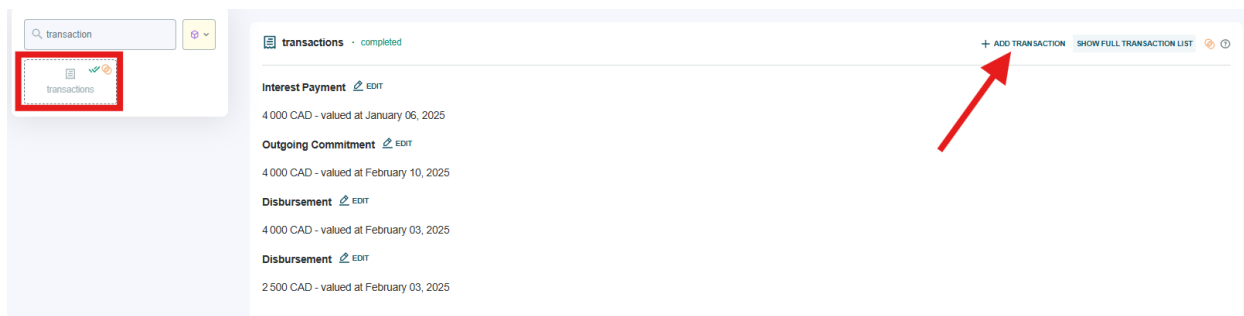 transaction
transactions
transactions · completed
+ ADD TRANSACTION SHOW FULL TRANSACTION LIST
Interest Payment EDIT
4 000 CAD - valued at January 06, 2025
Outgoing Commitment EDIT
4 000 CAD - valued at February 10, 2025
Disbursement EDIT
4 000 CAD - valued at February 03, 2025
Disbursement EDIT
2 500 CAD - valued at February 03, 2025